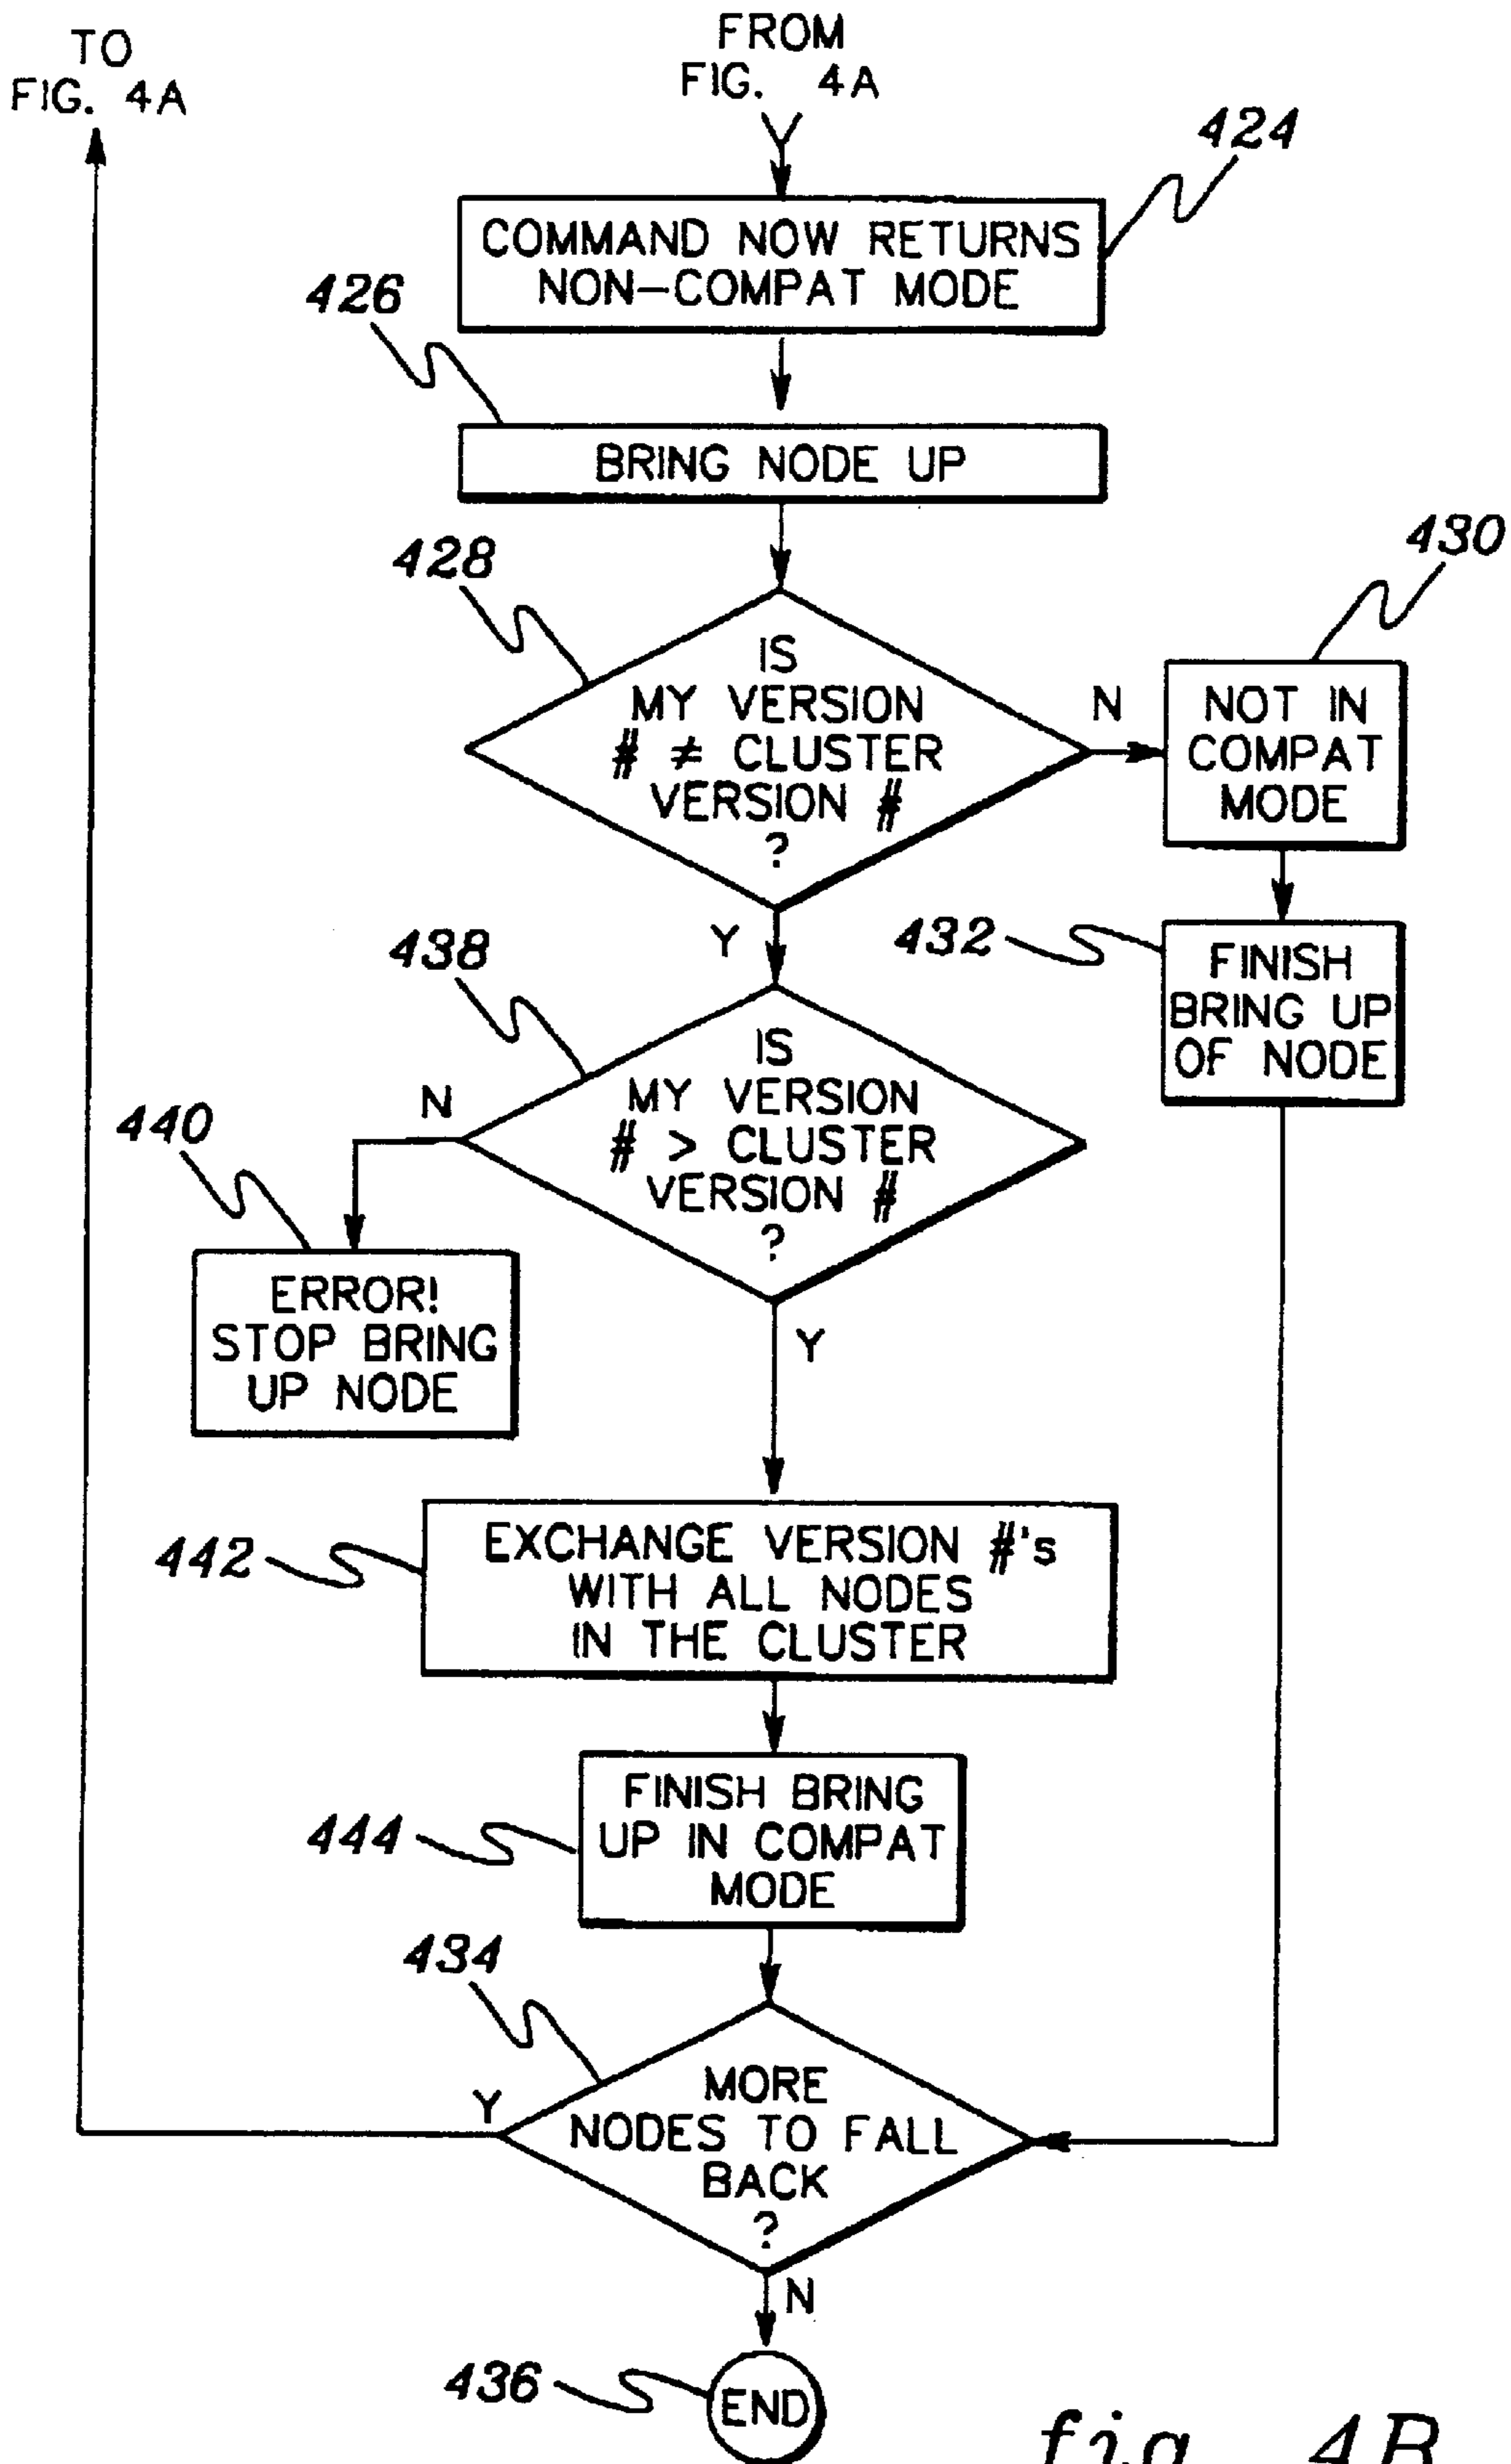 TO
FIG. 4A
FROM
FIG. 4A
424
COMMAND NOW RETURNS
NON-COMPAT MODE
426
BRING NODE UP
428
IS
MY VERSION
# ≠ CLUSTER
VERSION #
?
N
430
NOT IN
COMPAT
MODE
Y
432
FINISH
BRING UP
OF NODE
438
IS
MY VERSION
# > CLUSTER
VERSION #
?
N
440
ERROR!
STOP BRING
UP NODE
Y
442
EXCHANGE VERSION #'s
WITH ALL NODES
IN THE CLUSTER
444
FINISH BRING
UP IN COMPAT
MODE
434
MORE
NODES TO FALL
BACK
?
Y
N
436
END
fig. 4B